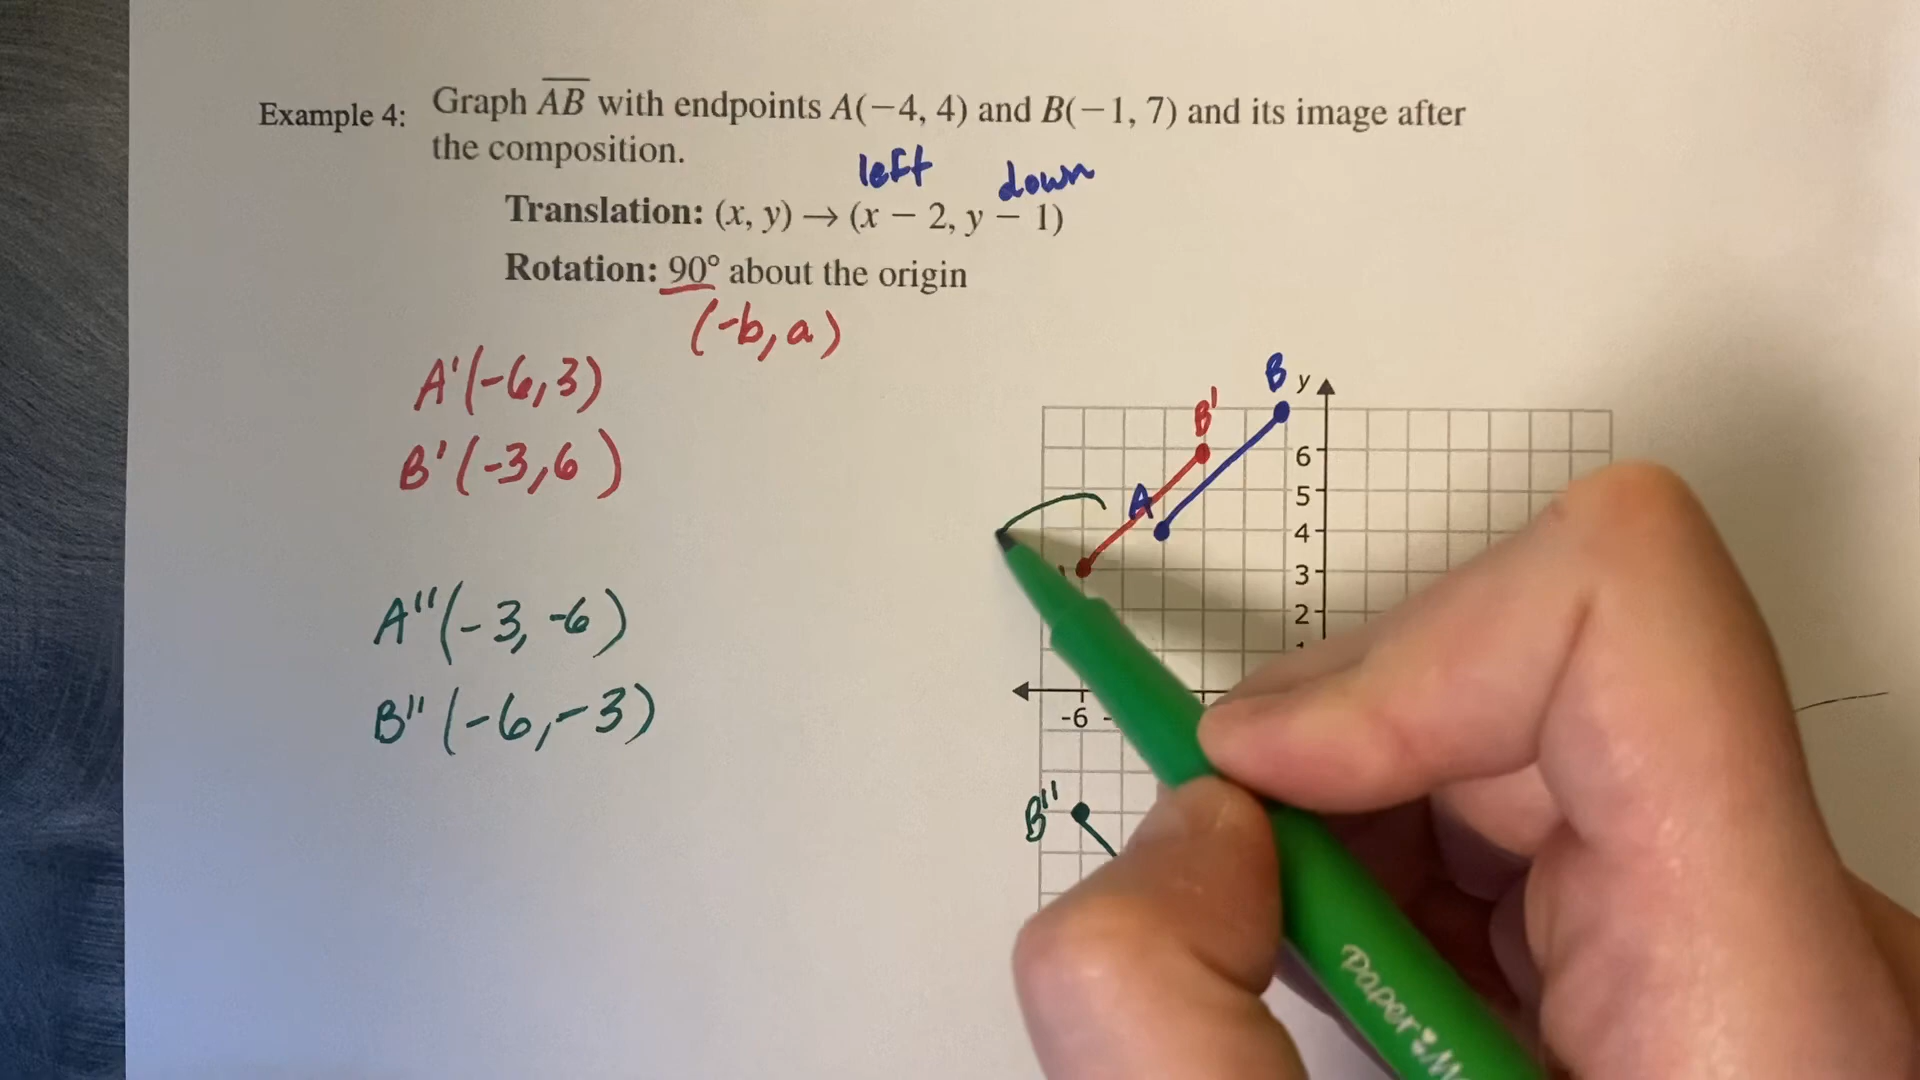 Example 4: Graph AB with endpoints A(−4, 4) and B(−1, 7) and its image after
the composition.
left down
Translation: (x, y) → (x − 2, y − 1)
Rotation: 90° about the origin
(-b, a)
A'(-6, 3)
B'(-3, 6)
A''(-3, -6)
B''(-6, -3)
B y
B'
6
A
5
4
3
2
-6
B''
Paper